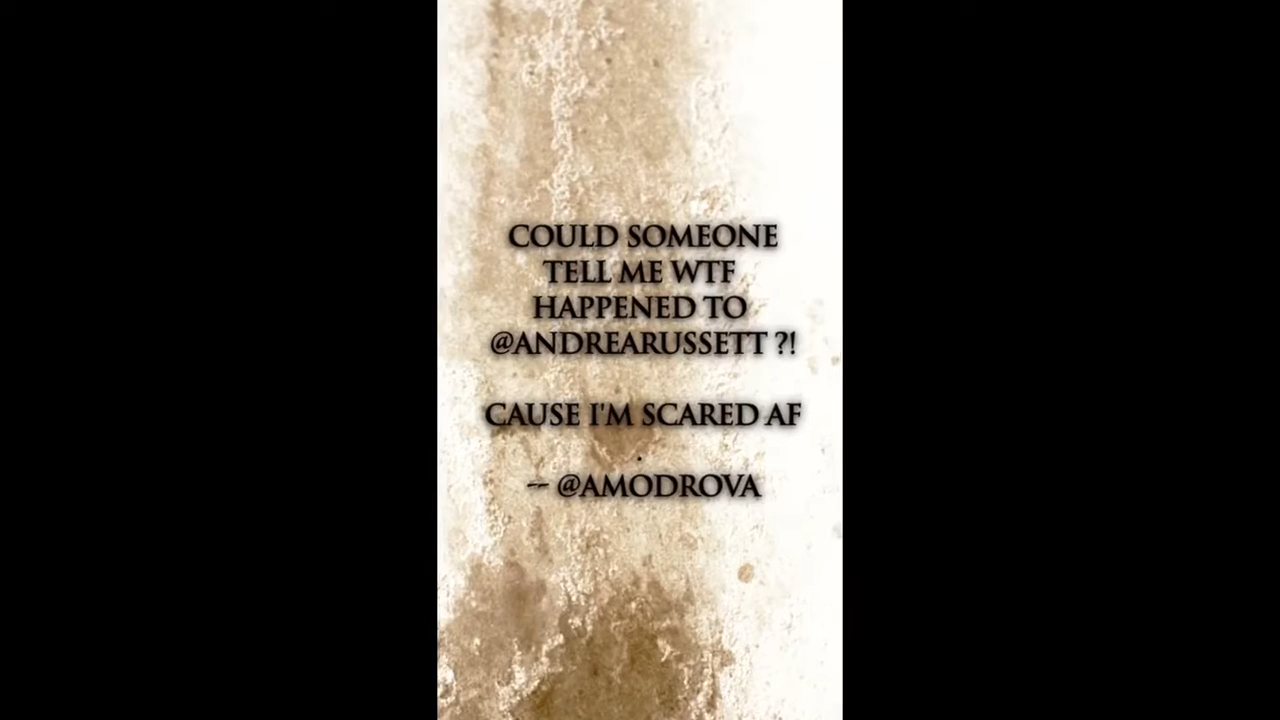 COULD SOMEONE
TELL ME WTF
HAPPENED TO
@ANDREARUSSETT ?!
CAUSE I'M SCARED AF
.
-- @AMODROVA